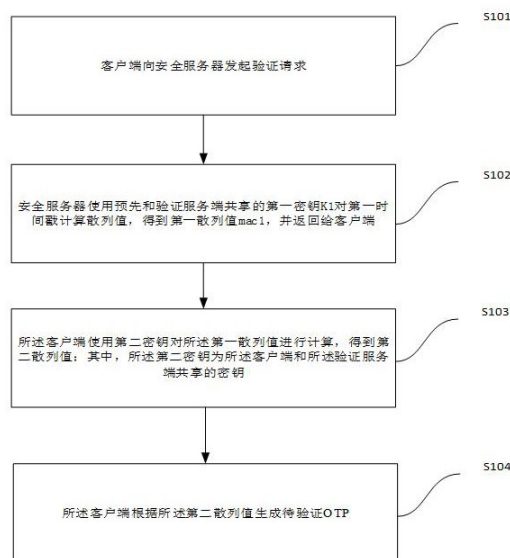 S101
客户端向安全服务器发起验证请求
S102
安全服务器使用预先和验证服务端共享的第一密钥K1对第一时
间戳计算散列值，得到第一散列值mac1，并返回给客户端
S103
所述客户端使用第二密钥对所述第一散列值进行计算，得到第
二散列值；其中，所述第二密钥为所述客户端和所述验证服务
端共享的密钥
S104
所述客户端根据所述第二散列值生成待验证OTP